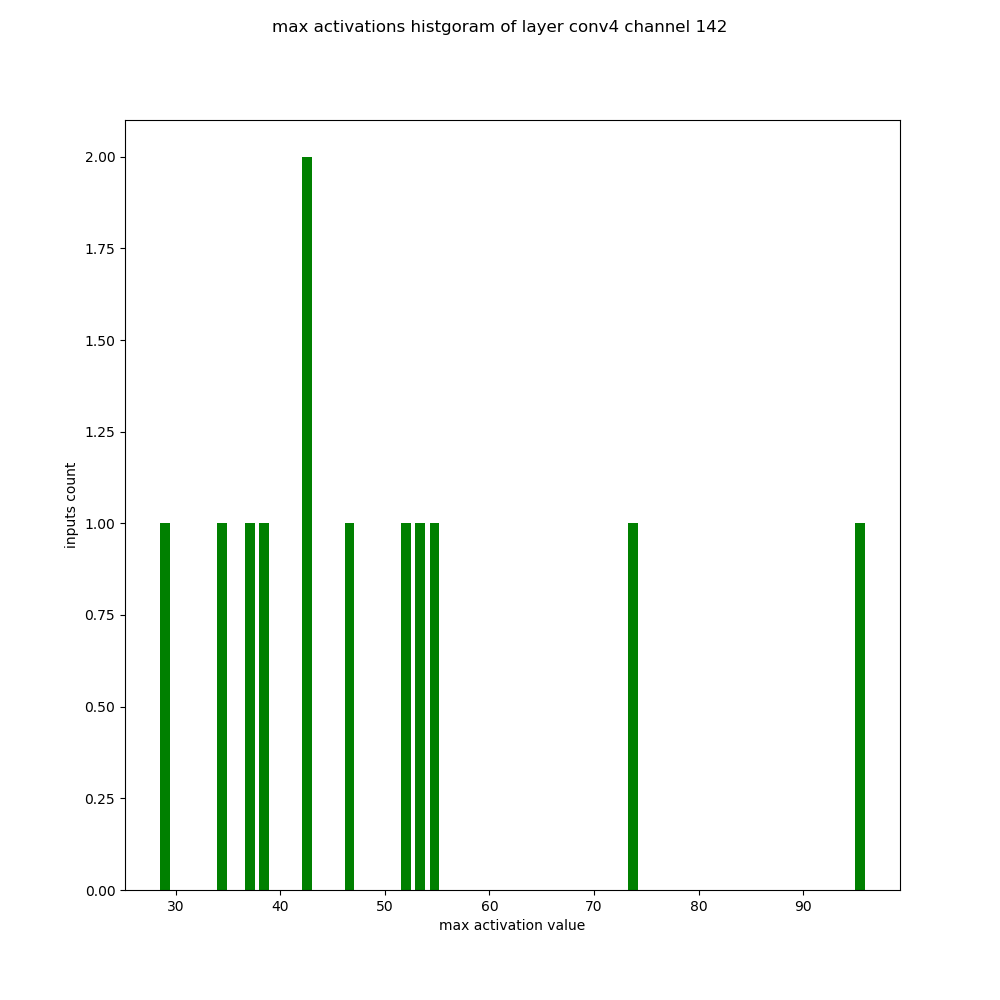 max activations histgoram of layer conv4 channel 142
2.00
1.75
1.50
1.25
1.00
0.75
0.50
0.25
0.00
inputs count
30 40 50 60 70 80 90
max activation value